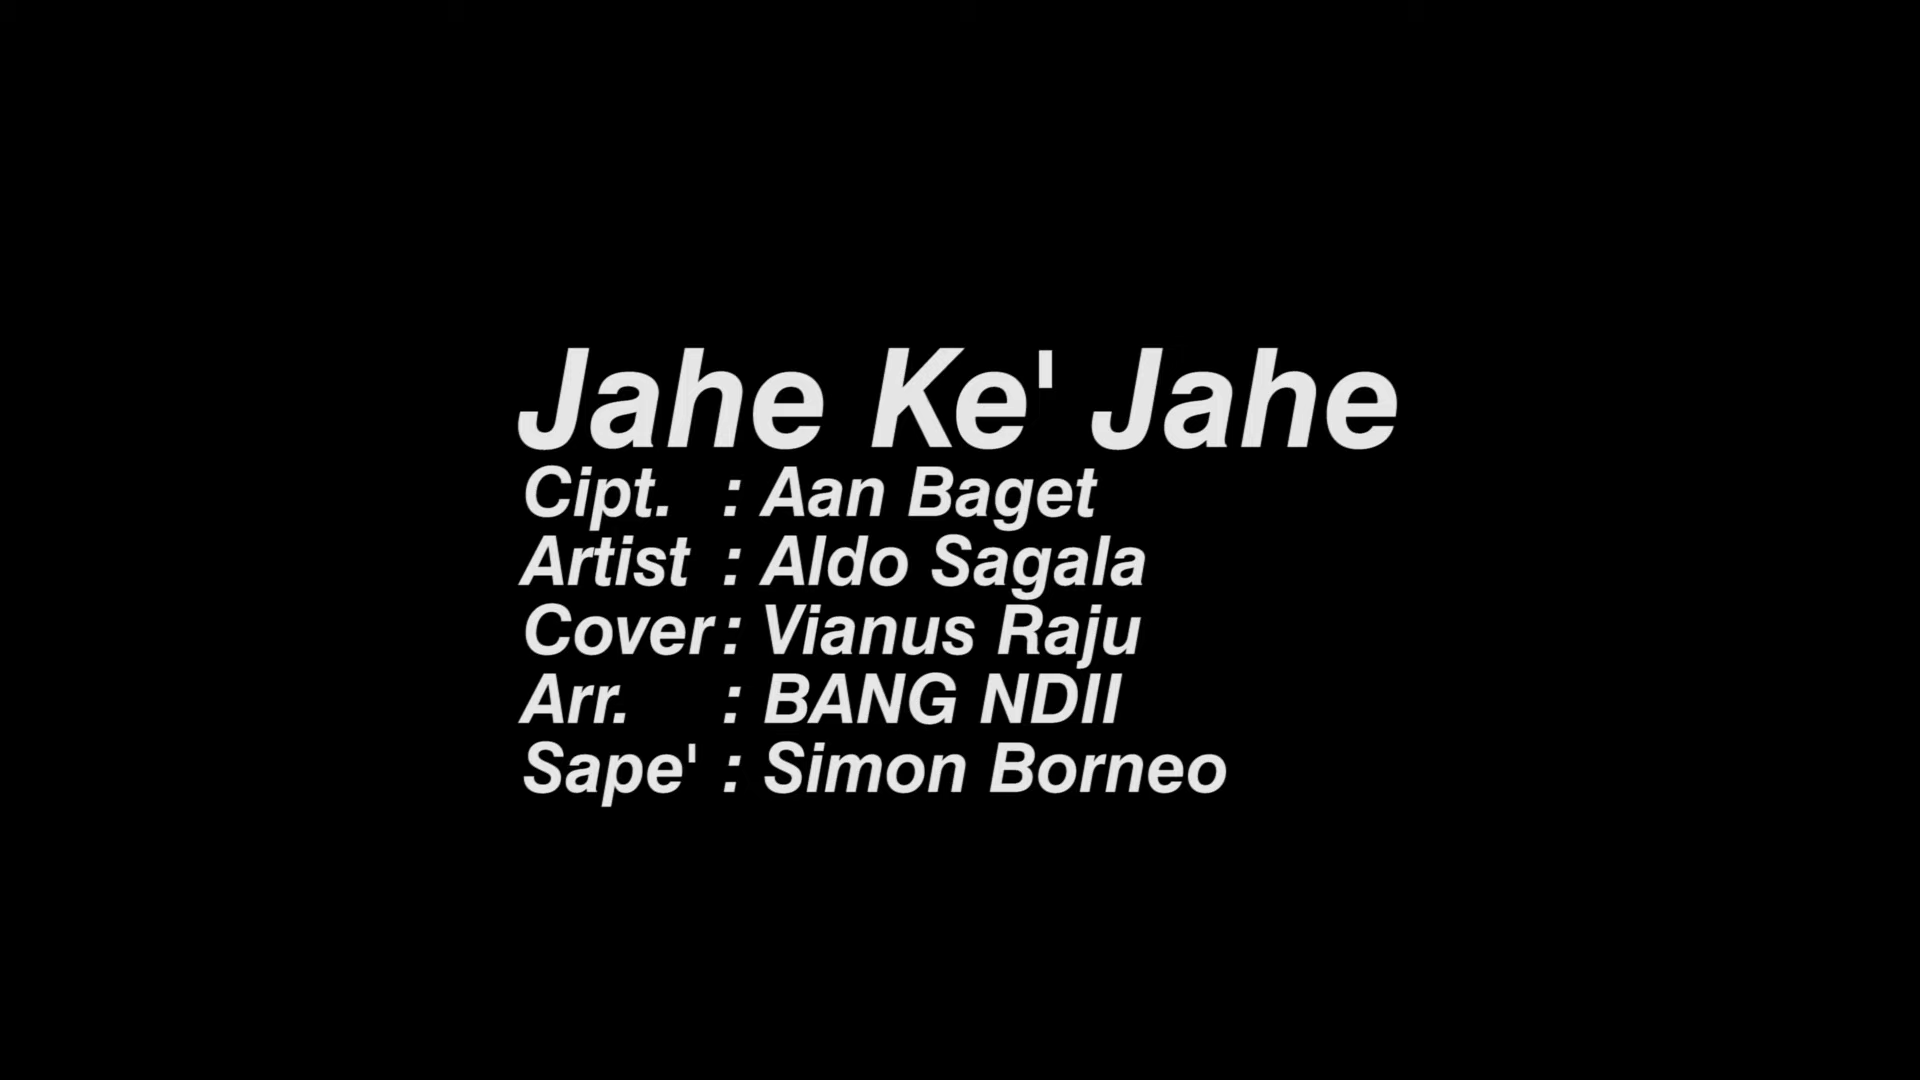 Jahe Ke' Jahe
Cipt. : Aan Baget
Artist : Aldo Sagala
Cover : Vianus Raju
Arr. : BANG NDII
Sape' : Simon Borneo